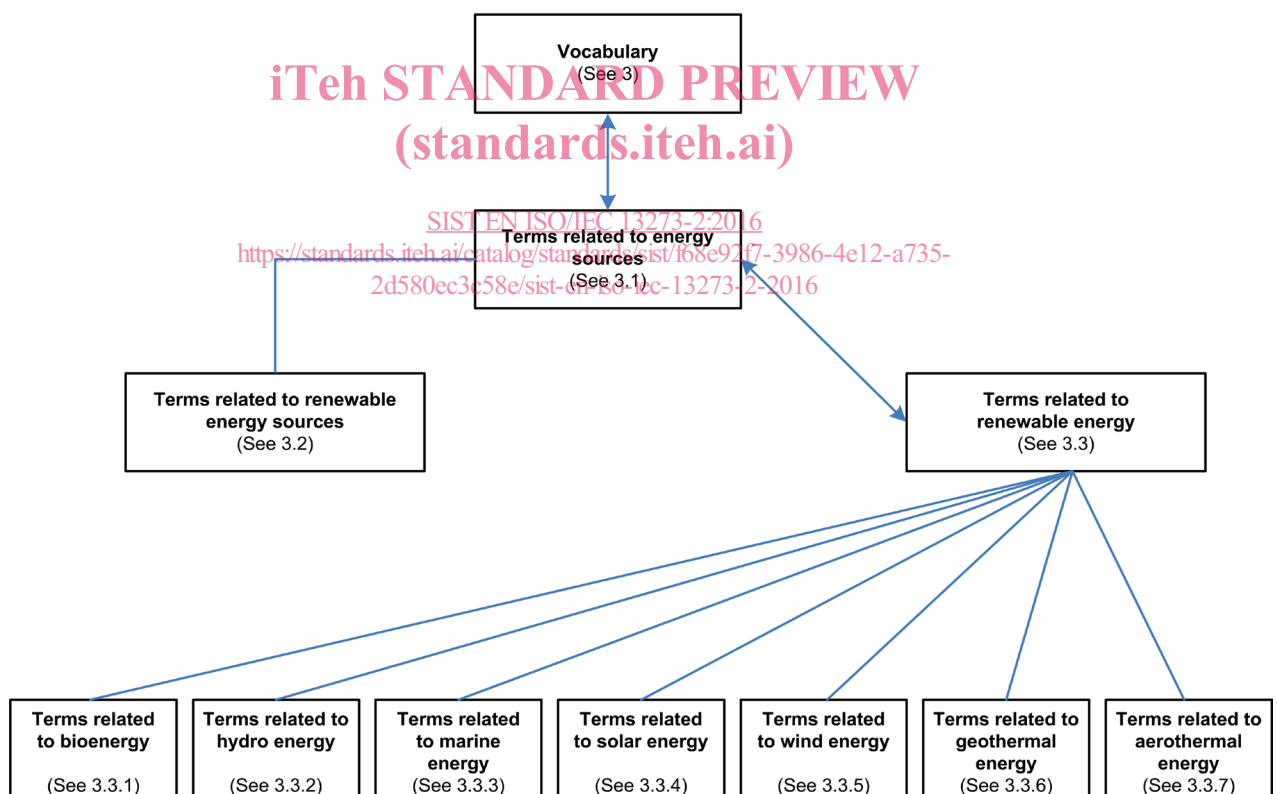 Vocabulary
(See 3)
iTeh STANDARD PREVIEW
(standards.iteh.ai)
SIST EN ISO/IEC 13273-2:2016
https://standards.iteh.ai/catalog/standards/sist/f68e92f7-3986-4e12-a735-
2d580ec3c58e/sist-en-iso-iec-13273-2-2016
Terms related to energy
sources
(See 3.1)
Terms related to renewable
energy sources
(See 3.2)
Terms related to
renewable energy
(See 3.3)
Terms related
to bioenergy
(See 3.3.1)
Terms related to
hydro energy
(See 3.3.2)
Terms related
to marine
energy
(See 3.3.3)
Terms related
to solar energy
(See 3.3.4)
Terms related
to wind energy
(See 3.3.5)
Terms related to
geothermal
energy
(See 3.3.6)
Terms related to
aerothermal
energy
(See 3.3.7)